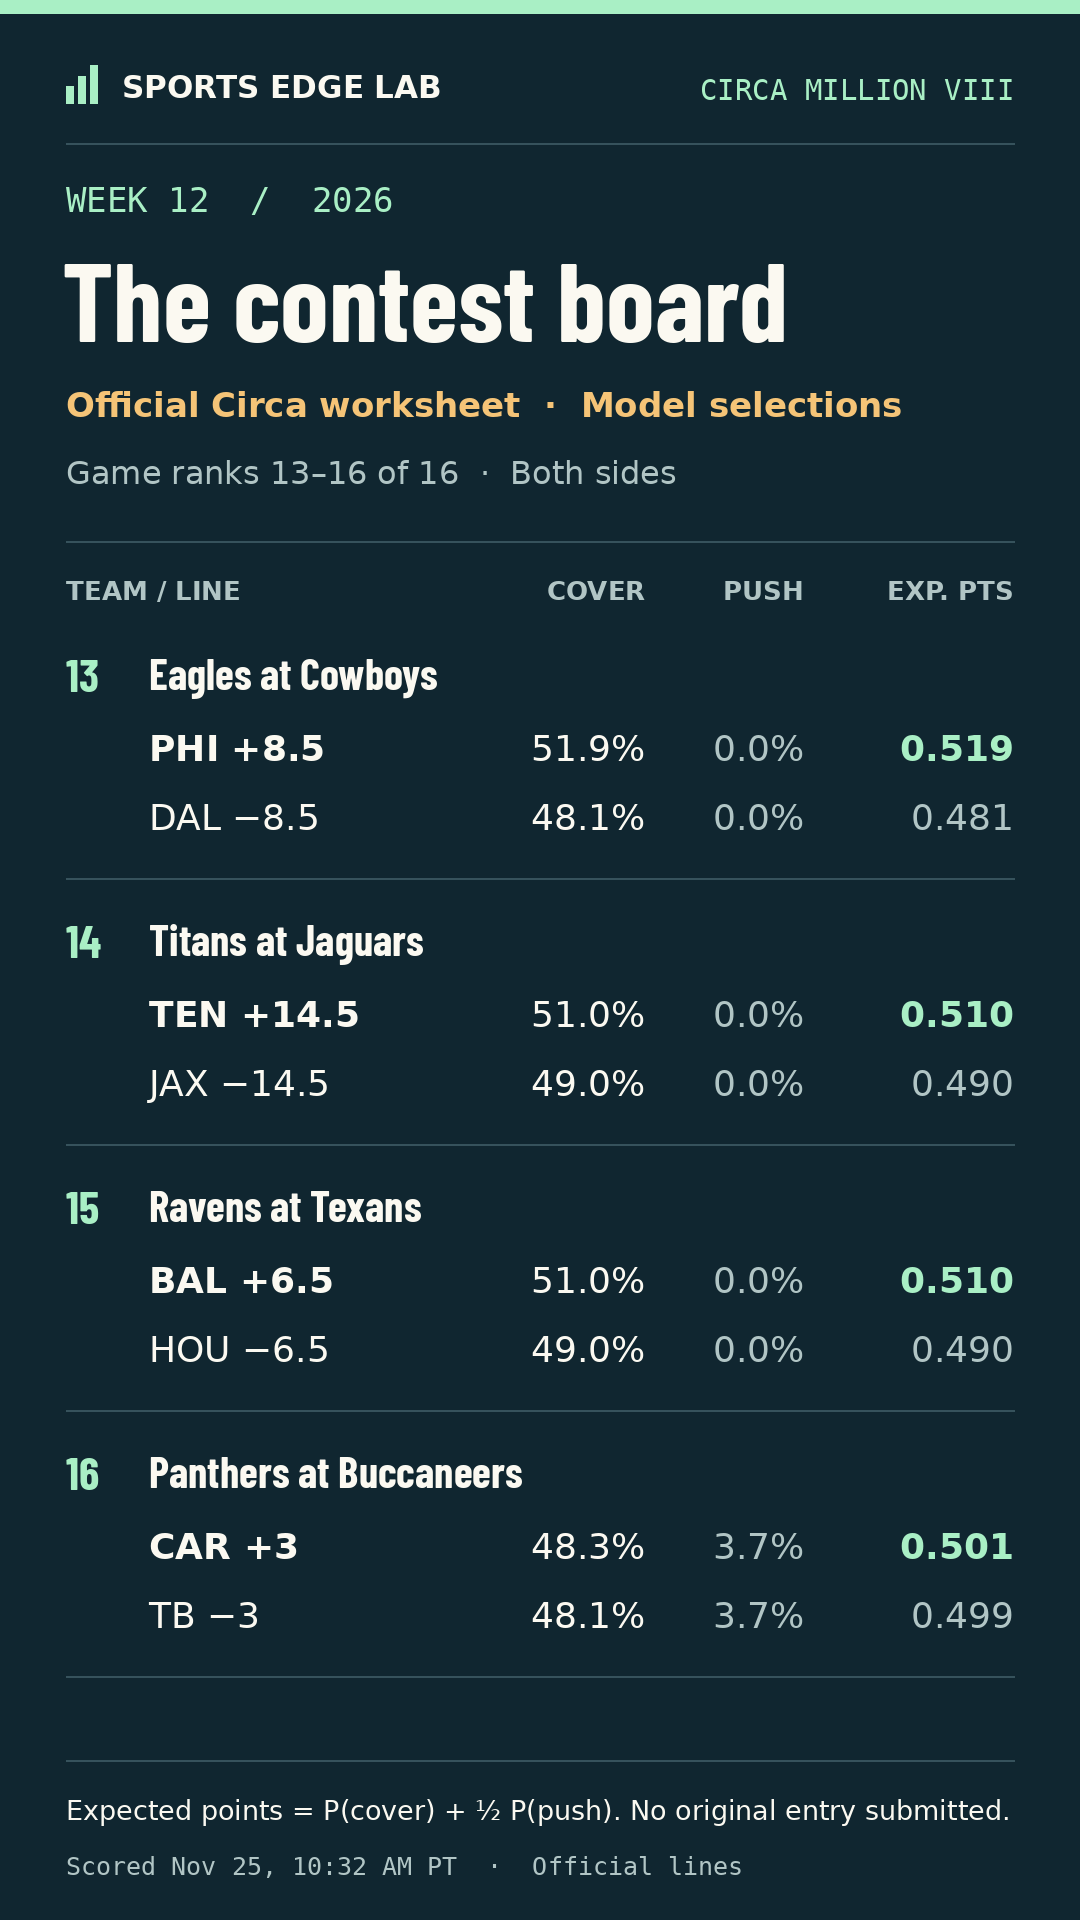 SPORTS EDGE LAB
CIRCA MILLION VIII
WEEK 12 / 2026
The contest board
Official Circa worksheet · Model selections
Game ranks 13–16 of 16 · Both sides
TEAM / LINE COVER PUSH EXP. PTS
13 Eagles at Cowboys
PHI +8.5 51.9% 0.0% 0.519
DAL −8.5 48.1% 0.0% 0.481
14 Titans at Jaguars
TEN +14.5 51.0% 0.0% 0.510
JAX −14.5 49.0% 0.0% 0.490
15 Ravens at Texans
BAL +6.5 51.0% 0.0% 0.510
HOU −6.5 49.0% 0.0% 0.490
16 Panthers at Buccaneers
CAR +3 48.3% 3.7% 0.501
TB −3 48.1% 3.7% 0.499
Expected points = P(cover) + ½ P(push). No original entry submitted.
Scored Nov 25, 10:32 AM PT · Official lines